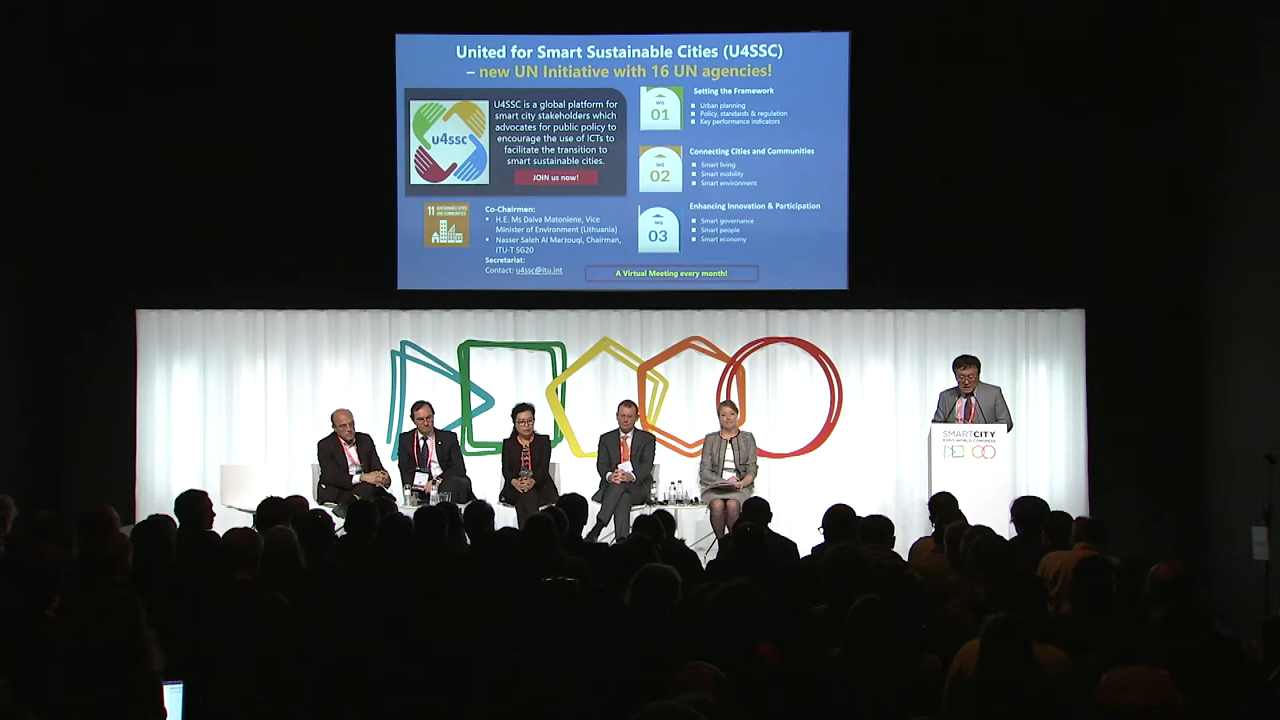 United for Smart Sustainable Cities (U4SSC)
– new UN Initiative with 16 UN agencies!
u4ssc
U4SSC is a global platform for
smart city stakeholders which
advocates for public policy to
encourage the use of ICTs to
facilitate the transition to
smart sustainable cities.
JOIN us now!
11 SUSTAINABLE CITIES
AND COMMUNITIES
Co-Chairmen:
H.E. Ms Daiva Matoniene, Vice
Minister of Environment (Lithuania)
Nasser Saleh Al Marzouqi, Chairman,
ITU-T SG20
Secretariat:
Contact: u4ssc@itu.int
WG
01
Setting the Framework
Urban planning
Policy, standards & regulation
Key performance indicators
WG
02
Connecting Cities and Communities
Smart living
Smart mobility
Smart environment
WG
03
Enhancing Innovation & Participation
Smart governance
Smart people
Smart economy
A Virtual Meeting every month!
SMARTCITY
EXPO WORLD CONGRESS